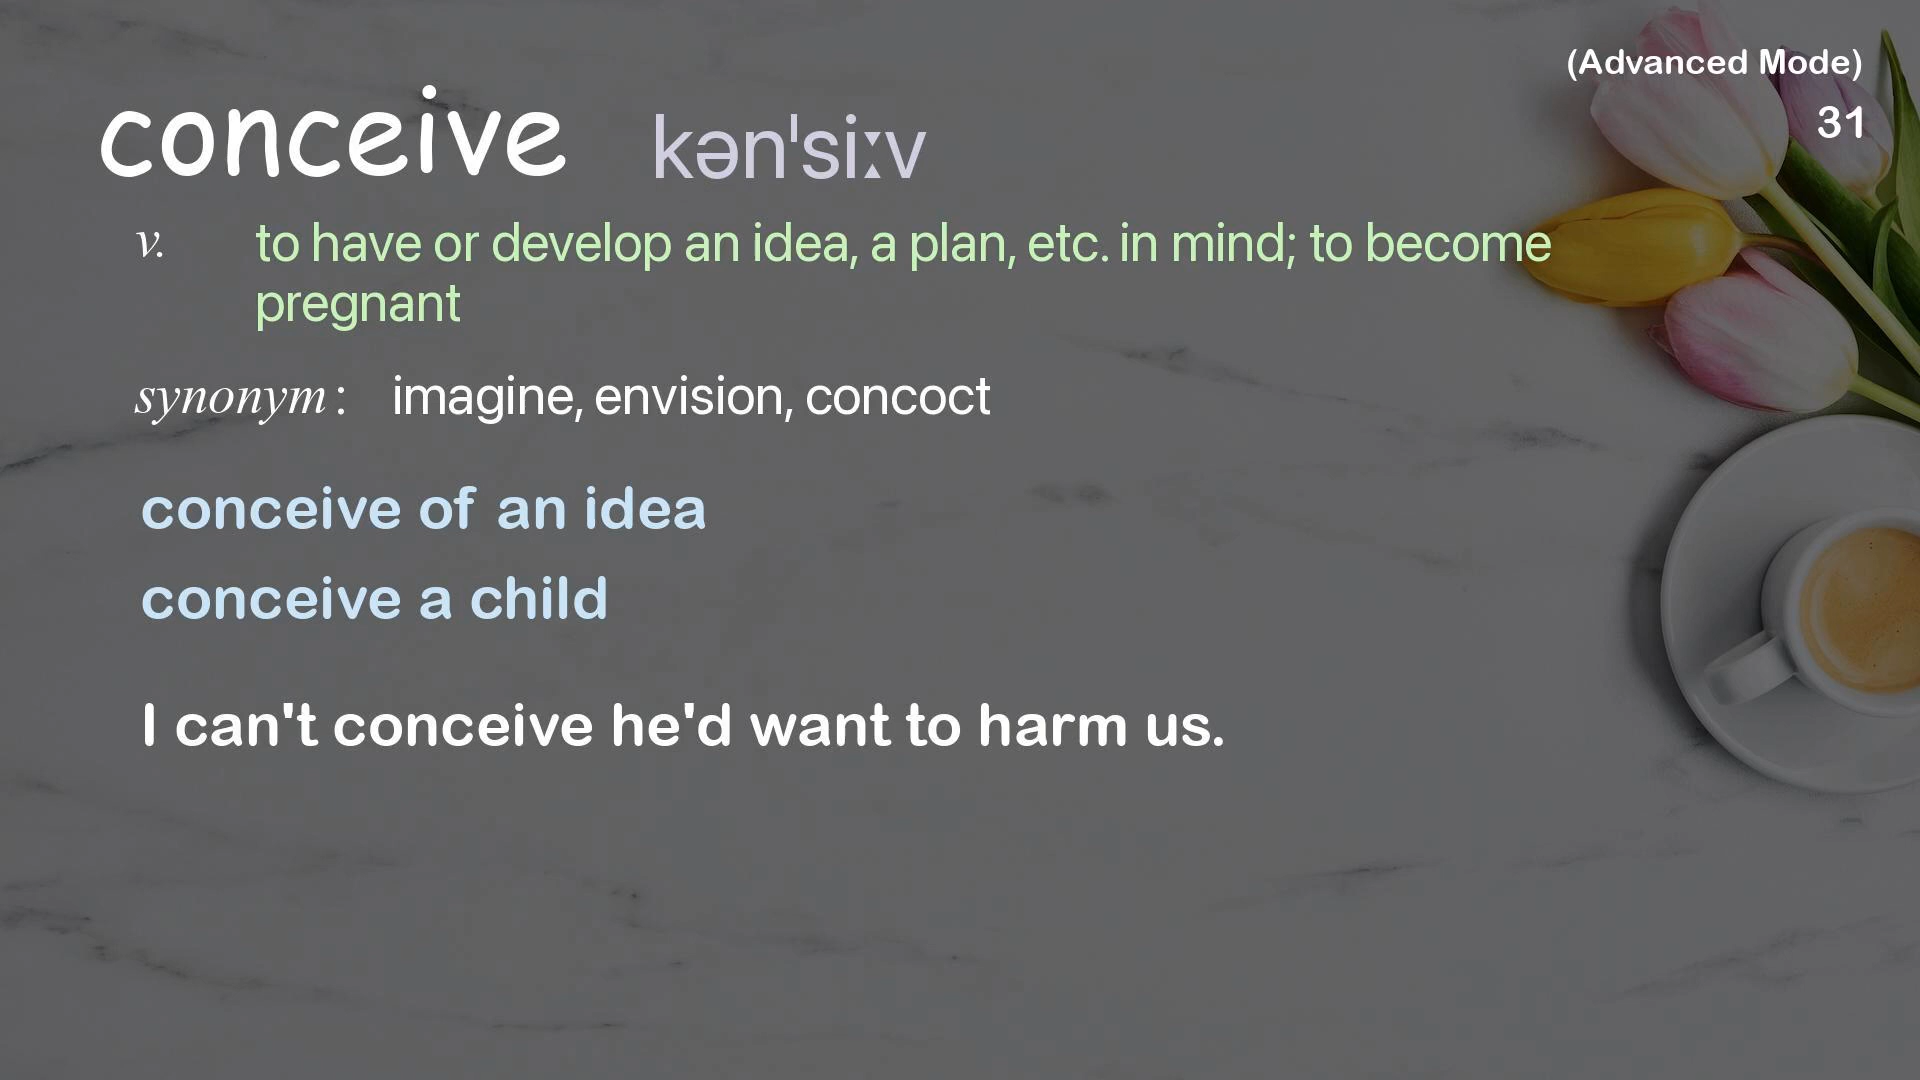 (Advanced Mode)
31
conceive kən'siːv
v. to have or develop an idea, a plan, etc. in mind; to become
pregnant
synonym: imagine, envision, concoct
conceive of an idea
conceive a child
I can't conceive he'd want to harm us.